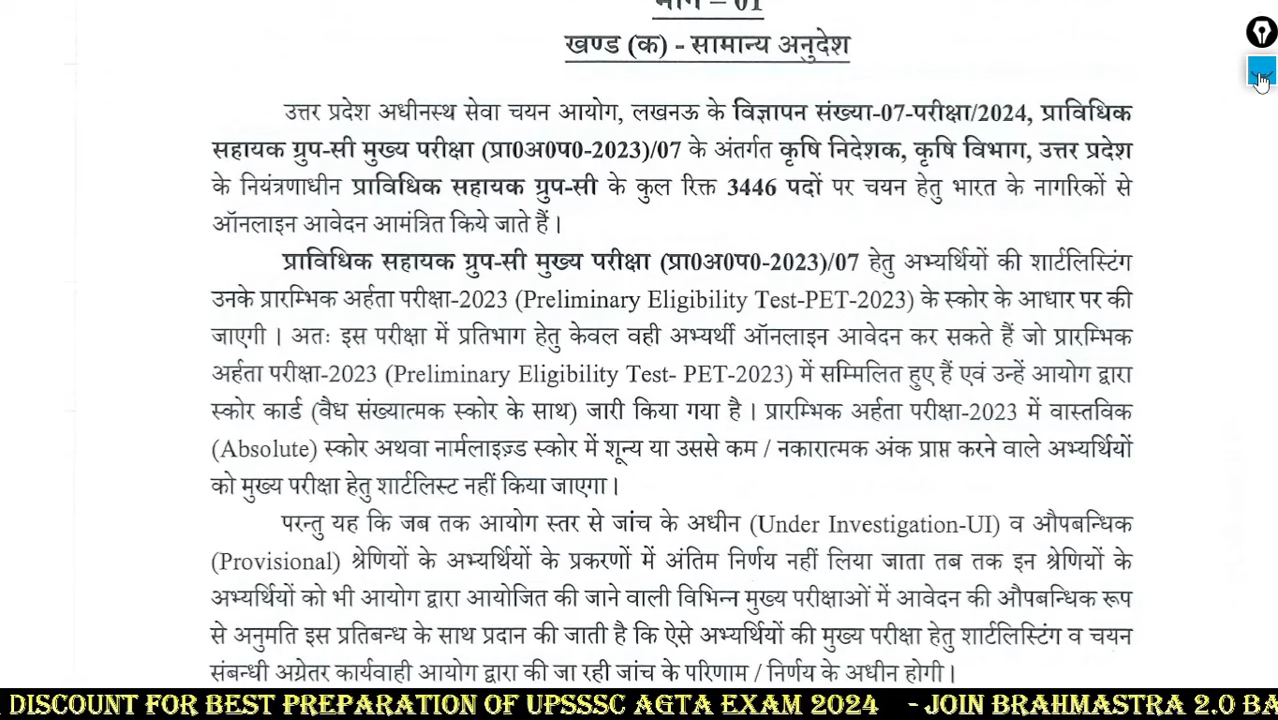 भाग – 01
खण्ड (क) - सामान्य अनुदेश
उत्तर प्रदेश अधीनस्थ सेवा चयन आयोग, लखनऊ के विज्ञापन संख्या-07-परीक्षा/2024, प्राविधिक
सहायक ग्रुप-सी मुख्य परीक्षा (प्रा0अ0प0-2023)/07 के अंतर्गत कृषि निदेशक, कृषि विभाग, उत्तर प्रदेश
के नियंत्रणाधीन प्राविधिक सहायक ग्रुप-सी के कुल रिक्त 3446 पदों पर चयन हेतु भारत के नागरिकों से
ऑनलाइन आवेदन आमंत्रित किये जाते हैं।
प्राविधिक सहायक ग्रुप-सी मुख्य परीक्षा (प्रा0अ0प0-2023)/07 हेतु अभ्यर्थियों की शार्टलिस्टिंग
उनके प्रारम्भिक अर्हता परीक्षा-2023 (Preliminary Eligibility Test-PET-2023) के स्कोर के आधार पर की
जाएगी । अतः इस परीक्षा में प्रतिभाग हेतु केवल वही अभ्यर्थी ऑनलाइन आवेदन कर सकते हैं जो प्रारम्भिक
अर्हता परीक्षा-2023 (Preliminary Eligibility Test- PET-2023) में सम्मिलित हुए हैं एवं उन्हें आयोग द्वारा
स्कोर कार्ड (वैध संख्यात्मक स्कोर के साथ) जारी किया गया है । प्रारम्भिक अर्हता परीक्षा-2023 में वास्तविक
(Absolute) स्कोर अथवा नार्मलाइज़्ड स्कोर में शून्य या उससे कम / नकारात्मक अंक प्राप्त करने वाले अभ्यर्थियों
को मुख्य परीक्षा हेतु शार्टलिस्ट नहीं किया जाएगा ।
परन्तु यह कि जब तक आयोग स्तर से जांच के अधीन (Under Investigation-UI) व औपबन्धिक
(Provisional) श्रेणियों के अभ्यर्थियों के प्रकरणों में अंतिम निर्णय नहीं लिया जाता तब तक इन श्रेणियों के
अभ्यर्थियों को भी आयोग द्वारा आयोजित की जाने वाली विभिन्न मुख्य परीक्षाओं में आवेदन की औपबन्धिक रूप
से अनुमति इस प्रतिबन्ध के साथ प्रदान की जाती है कि ऐसे अभ्यर्थियों की मुख्य परीक्षा हेतु शार्टलिस्टिंग व चयन
संबन्धी अग्रेतर कार्यवाही आयोग द्वारा की जा रही जांच के परिणाम / निर्णय के अधीन होगी ।
DISCOUNT FOR BEST PREPARATION OF UPSSSC AGTA EXAM 2024 - JOIN BRAHMASTRA 2.0 BA